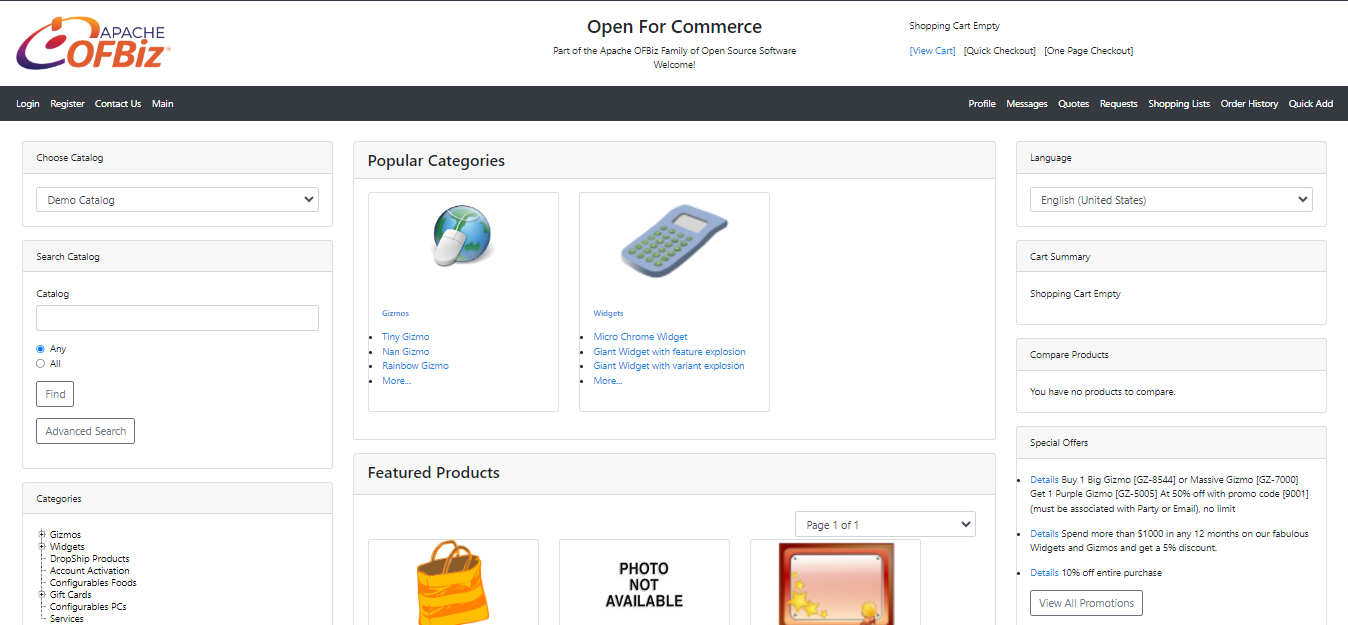 APACHE
OFBiz
Open For Commerce
Part of the Apache OFBiz Family of Open Source Software
Welcome!
Shopping Cart Empty
[View Cart] [Quick Checkout] [One Page Checkout]
Login Register Contact Us Main
Profile Messages Quotes Requests Shopping Lists Order History Quick Add
Choose Catalog
Demo Catalog
Search Catalog
Catalog
Any
All
Find
Advanced Search
Categories
Gizmos
Widgets
DropShip Products
Account Activation
Configurables Foods
Gift Cards
Configurables PCs
Services
Popular Categories
Gizmos
Tiny Gizmo
Nan Gizmo
Rainbow Gizmo
More...
Widgets
Micro Chrome Widget
Giant Widget with feature explosion
Giant Widget with variant explosion
More...
Featured Products
Page 1 of 1
PHOTO
NOT
AVAILABLE
Language
English (United States)
Cart Summary
Shopping Cart Empty
Compare Products
You have no products to compare.
Special Offers
Details Buy 1 Big Gizmo [GZ-8544] or Massive Gizmo [GZ-7000]
Get 1 Purple Gizmo [GZ-5005] At 50% off with promo code [9001]
(must be associated with Party or Email), no limit
Details Spend more than $1000 in any 12 months on our fabulous
Widgets and Gizmos and get a 5% discount.
Details 10% off entire purchase
View All Promotions